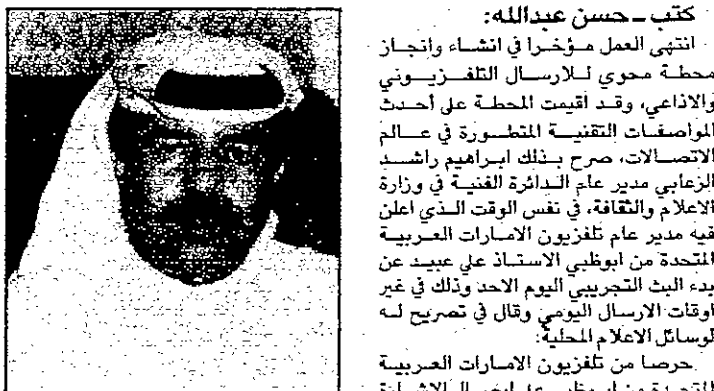 كتب ـ حسن عبدالله:
انتهى العمل مؤخرا في انشاء وانجاز
محطة محوي للارسال التلفزيوني
والاذاعي، وقد اقيمت المحطة على أحدث
المواصفات التقنية المتطورة في عالم
الاتصالات، صرح بذلك ابراهيم راشد
الزعابي مدير عام الدائرة الفنية في وزارة
الاعلام والثقافة، في نفس الوقت الذي اعلن
فيه مدير عام تلفزيون الامارات العربية
المتحدة من ابوظبي الاستاذ علي عبيد عن
بدء البث التجريبي اليوم الاحد وذلك في غير
اوقات الارسال اليومي وقال في تصريح له
لوسائل الاعلام المحلية:
حرصا من تلفزيون الامارات العربية
المتحدة من ابوظبي